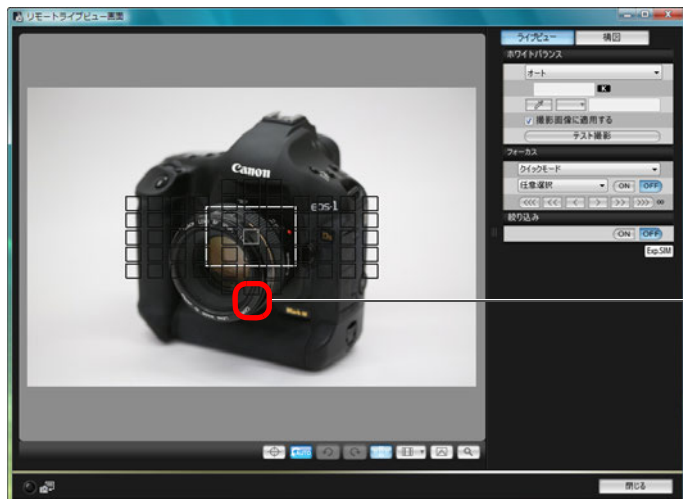 リモートライブビュー画面
ライブビュー 構図
ホワイトバランス
オート
K
撮影画像に適用する
テスト撮影
フォーカス
クイックモード
任意選択 ON OFF
<<< << < > >> >>> ∞
絞り込み
ON OFF
Exp.SIM
Canon
EOS-1
Ds
Mark III
AUTO
閉じる